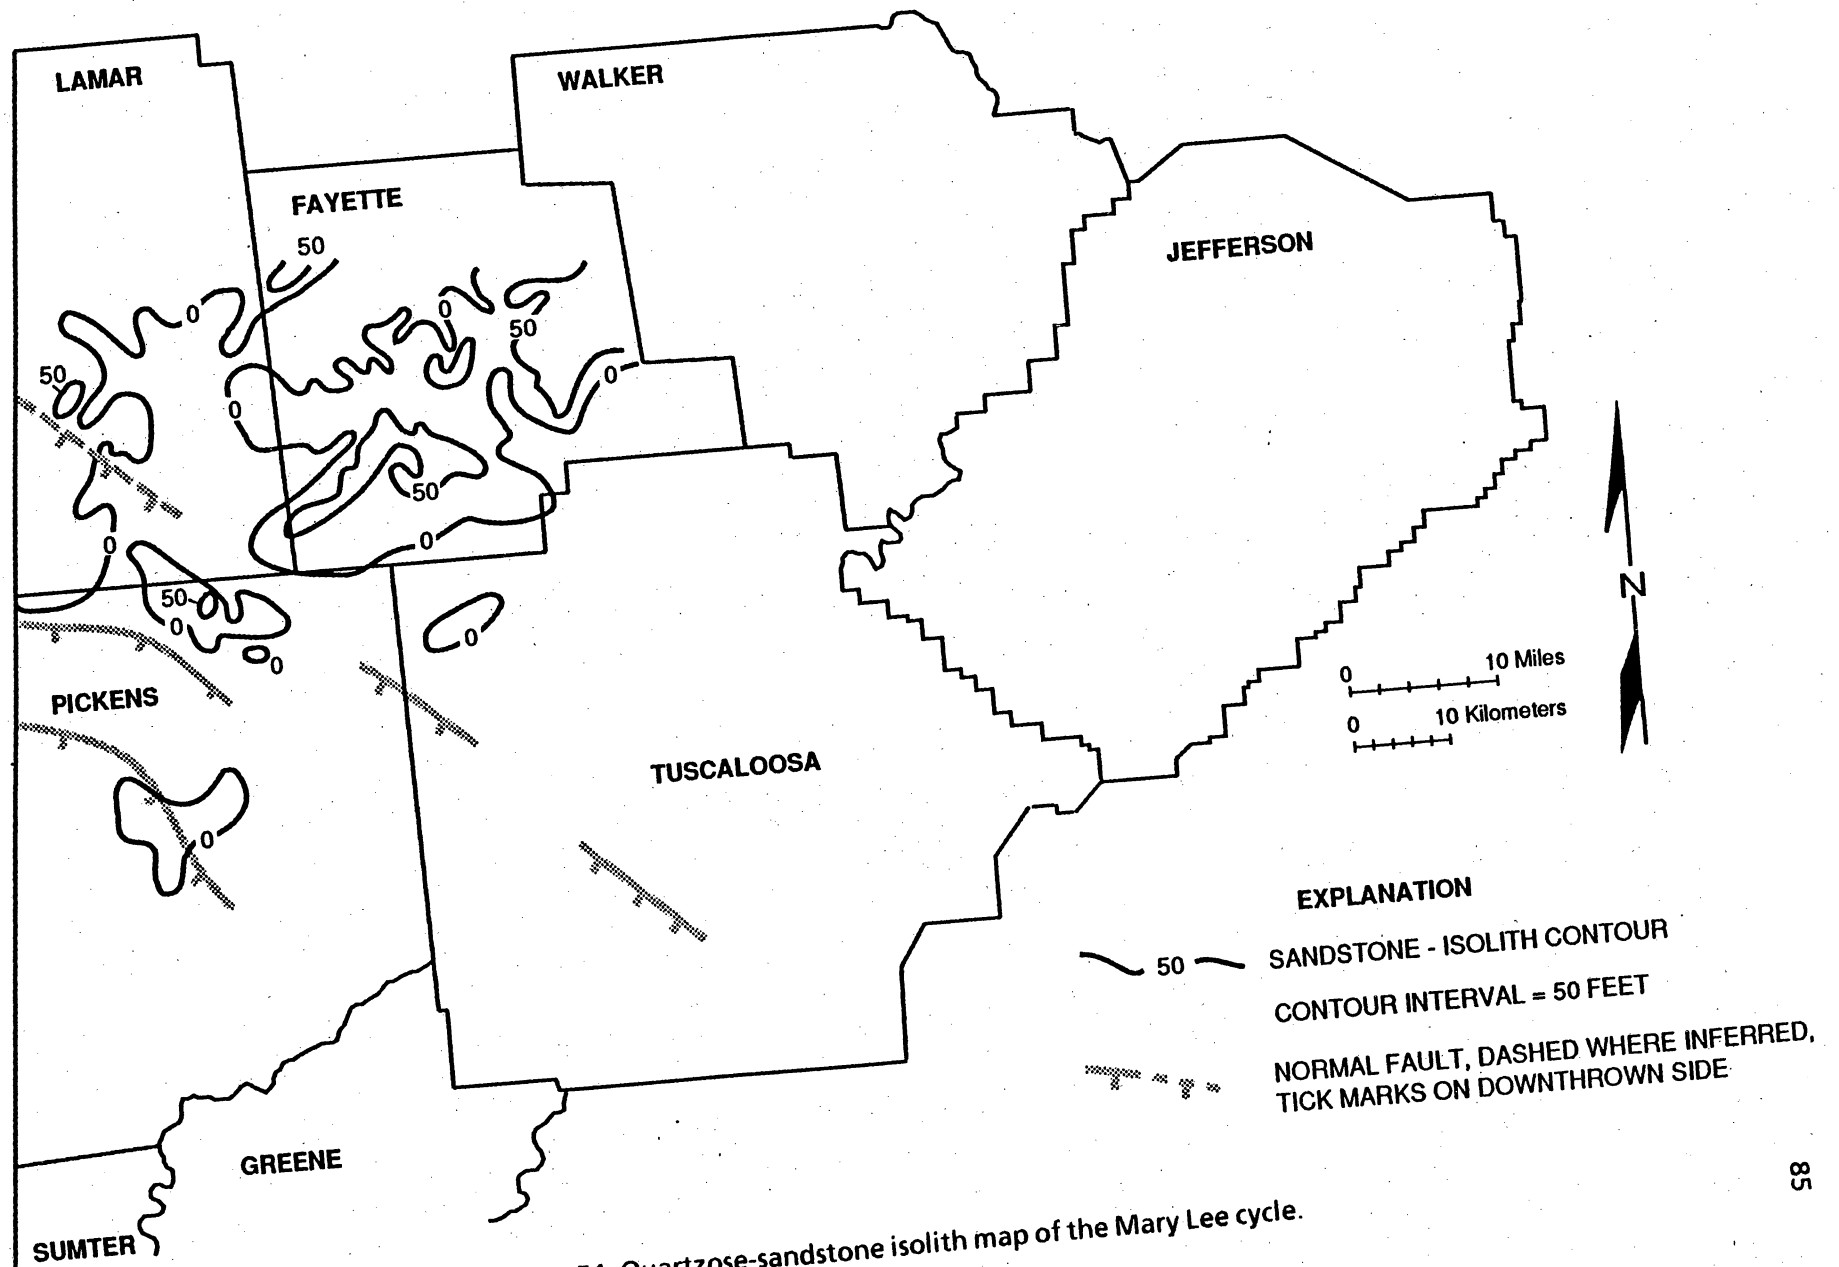 LAMAR
WALKER
FAYETTE
50
JEFFERSON
0
0
50
50
0
0
50
0
0
50
0
0
0
0
PICKENS
TUSCALOOSA
0
N
0 10 Miles
0 10 Kilometers
EXPLANATION
50 SANDSTONE - ISOLITH CONTOUR
CONTOUR INTERVAL = 50 FEET
NORMAL FAULT, DASHED WHERE INFERRED,
TICK MARKS ON DOWNTHROWN SIDE
GREENE
SUMTER
Quartzose-sandstone isolith map of the Mary Lee cycle.
85